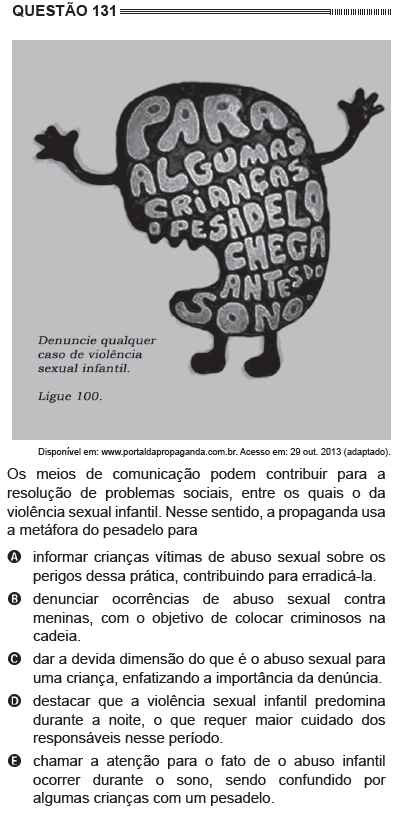 QUESTÃO 131
PARA
ALGUMAS
CRIANÇAS
O PESADELO
CHEGA
ANTES DO
SONO.
Denuncie qualquer
caso de violência
sexual infantil.
Ligue 100.
Disponível em: www.portaldapropaganda.com.br. Acesso em: 29 out. 2013 (adaptado).
Os meios de comunicação podem contribuir para a
resolução de problemas sociais, entre os quais o da
violência sexual infantil. Nesse sentido, a propaganda usa
a metáfora do pesadelo para
A informar crianças vítimas de abuso sexual sobre os
perigos dessa prática, contribuindo para erradicá-la.
B denunciar ocorrências de abuso sexual contra
meninas, com o objetivo de colocar criminosos na
cadeia.
C dar a devida dimensão do que é o abuso sexual para
uma criança, enfatizando a importância da denúncia.
D destacar que a violência sexual infantil predomina
durante a noite, o que requer maior cuidado dos
responsáveis nesse período.
E chamar a atenção para o fato de o abuso infantil
ocorrer durante o sono, sendo confundido por
algumas crianças com um pesadelo.